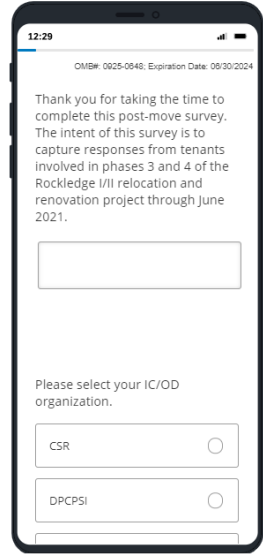 12:29
OMB#: 0925-0648; Expiration Date: 06/30/2024
Thank you for taking the time to
complete this post-move survey.
The intent of this survey is to
capture responses from tenants
involved in phases 3 and 4 of the
Rockledge I/II relocation and
renovation project through June
2021.
Please select your IC/OD
organization.
CSR
DPCPSI